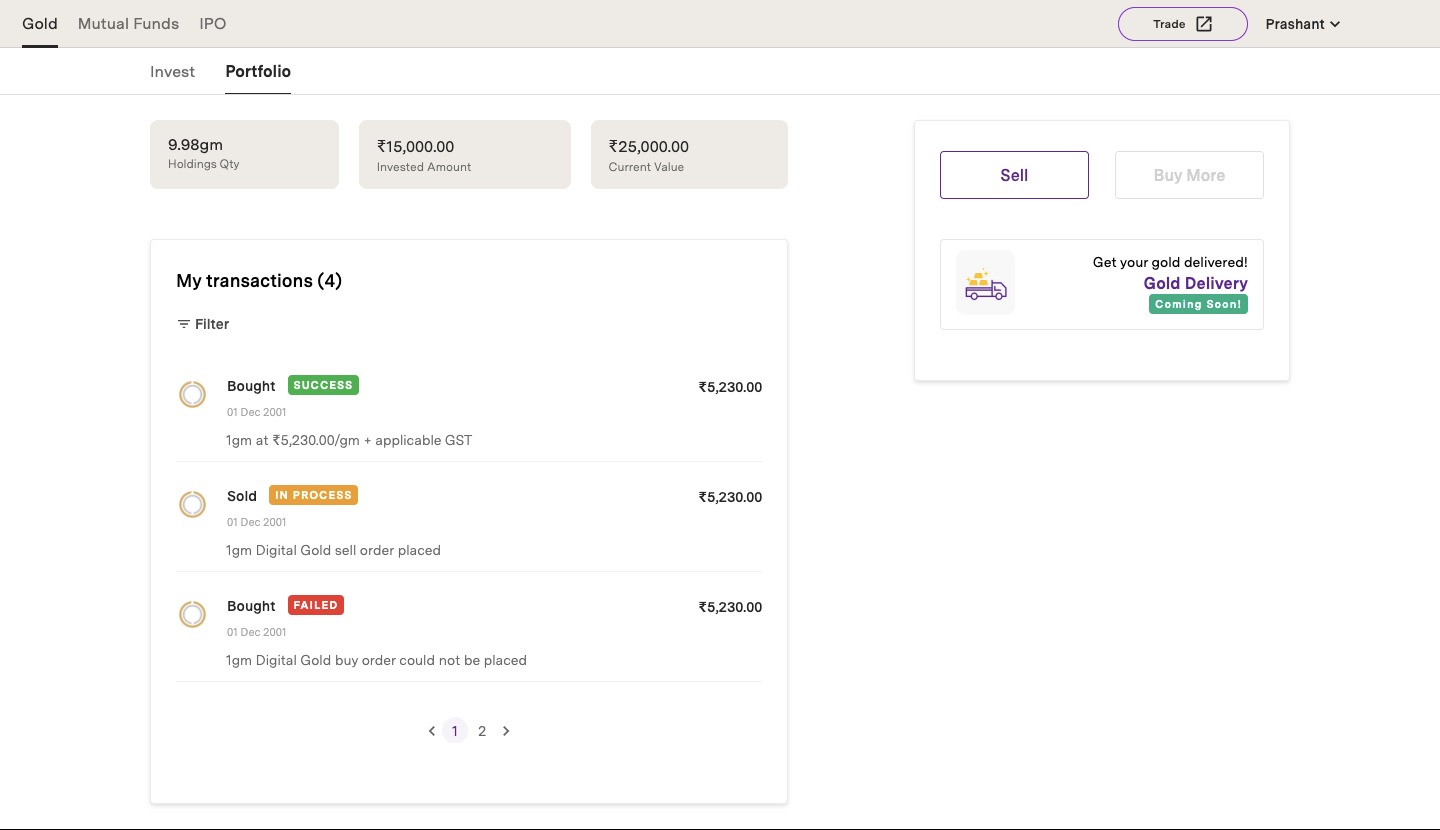 Gold Mutual Funds IPO Trade Prashant
Invest Portfolio
9.98gm
Holdings Qty
₹15,000.00
Invested Amount
₹25,000.00
Current Value
Sell Buy More
Get your gold delivered!
Gold Delivery
Coming Soon!
My transactions (4)
Filter
Bought SUCCESS ₹5,230.00
01 Dec 2001
1gm at ₹5,230.00/gm + applicable GST
Sold IN PROCESS ₹5,230.00
01 Dec 2001
1gm Digital Gold sell order placed
Bought FAILED ₹5,230.00
01 Dec 2001
1gm Digital Gold buy order could not be placed
1 2